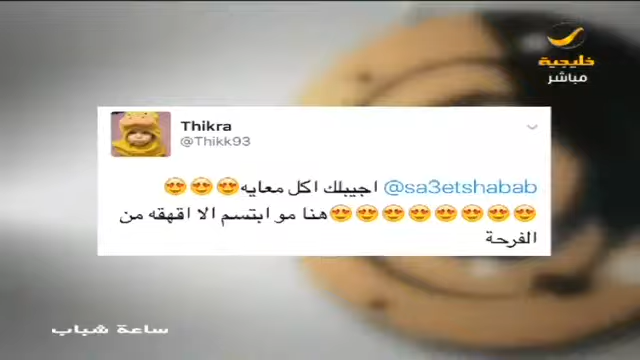 خليجية
مباشر
Thikra
@Thikk93
@sa3etshabab اجيبلك اكل معايه😍😍😍
😍😍😍😍😍😍😍😍هنا مو ابتسم الا اقهقه من
الفرحة
ساعة شباب